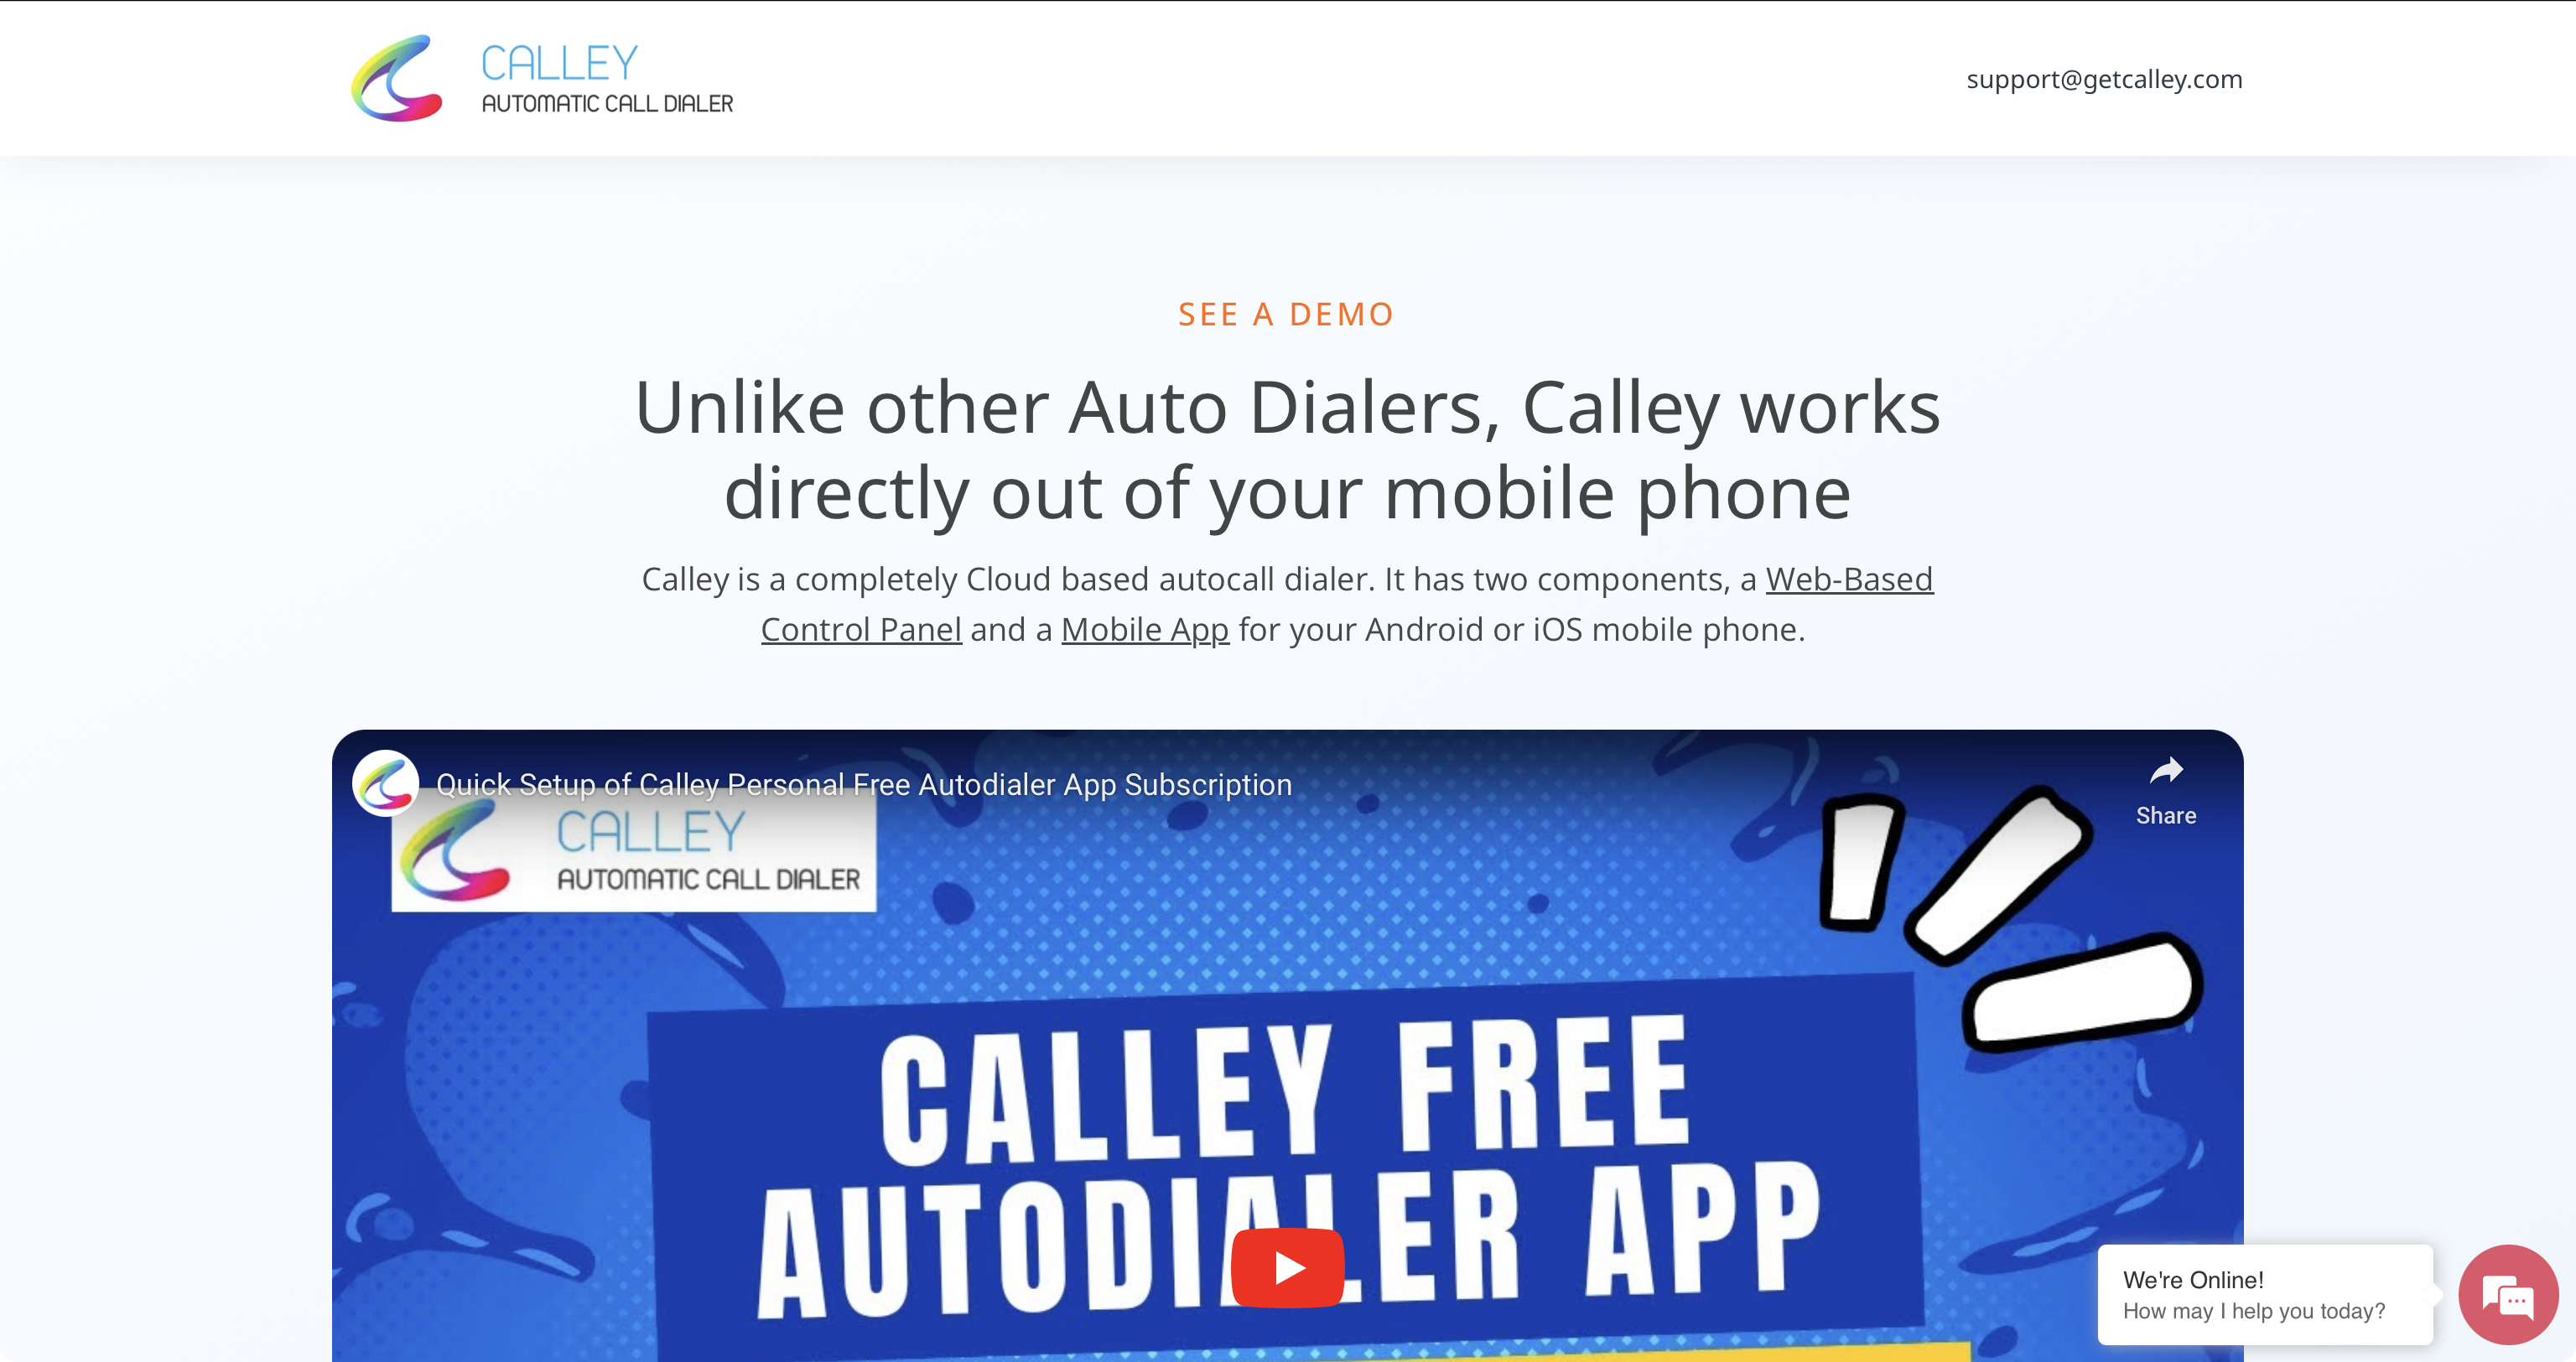 CALLEY
AUTOMATIC CALL DIALER
support@getcalley.com
SEE A DEMO
Unlike other Auto Dialers, Calley works
directly out of your mobile phone
Calley is a completely Cloud based autocall dialer. It has two components, a Web-Based
Control Panel and a Mobile App for your Android or iOS mobile phone.
Quick Setup of Calley Personal Free Autodialer App Subscription
Share
CALLEY
AUTOMATIC CALL DIALER
CALLEY FREE
AUTODIALER APP
We're Online!
How may I help you today?